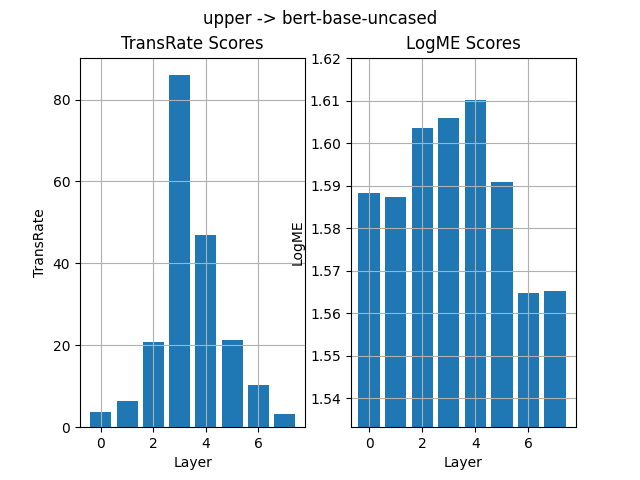 upper -> bert-base-uncased
TransRate Scores
80
60
40
20
0
0 2 4 6
Layer
TransRate
LogME Scores
1.62
1.61
1.60
1.59
1.58
1.57
1.56
1.55
1.54
0 2 4 6
Layer
LogME